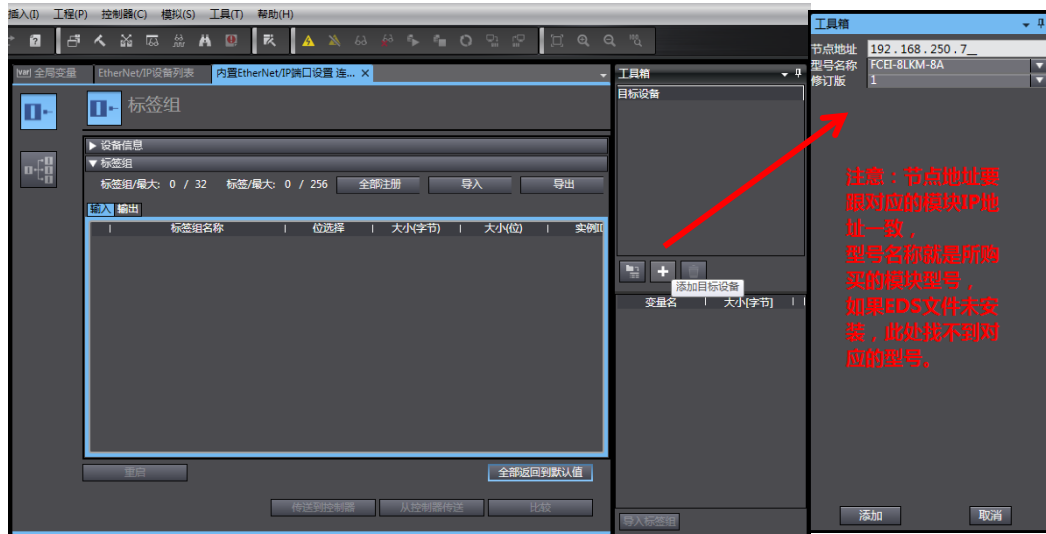 插入(I) 工程(P) 控制器(C) 模拟(S) 工具(T) 帮助(H)
全局变量 EtherNet/IP设备列表 内置EtherNet/IP端口设置 连... ×
标签组
▶ 设备信息
▼ 标签组
标签组/最大: 0 / 32 标签/最大: 0 / 256 全部注册 导入 导出
输入 输出
标签组名称 | 位选择 | 大小(字节) | 大小(位) | 实例ID
重启 全部返回到默认值
传送到控制器 从控制器传送 比较
工具箱
目标设备
添加目标设备
变量名 | 大小[字节] |
导入标签组
工具箱
节点地址 192.168.250.7_
型号名称 FCEI-8LKM-8A
修订版 1
注意：节点地址要
跟对应的模块IP地
址一致，
型号名称就是所购
买的模块型号，
如果EDS文件未安
装，此处找不到对
应的型号。
添加 取消